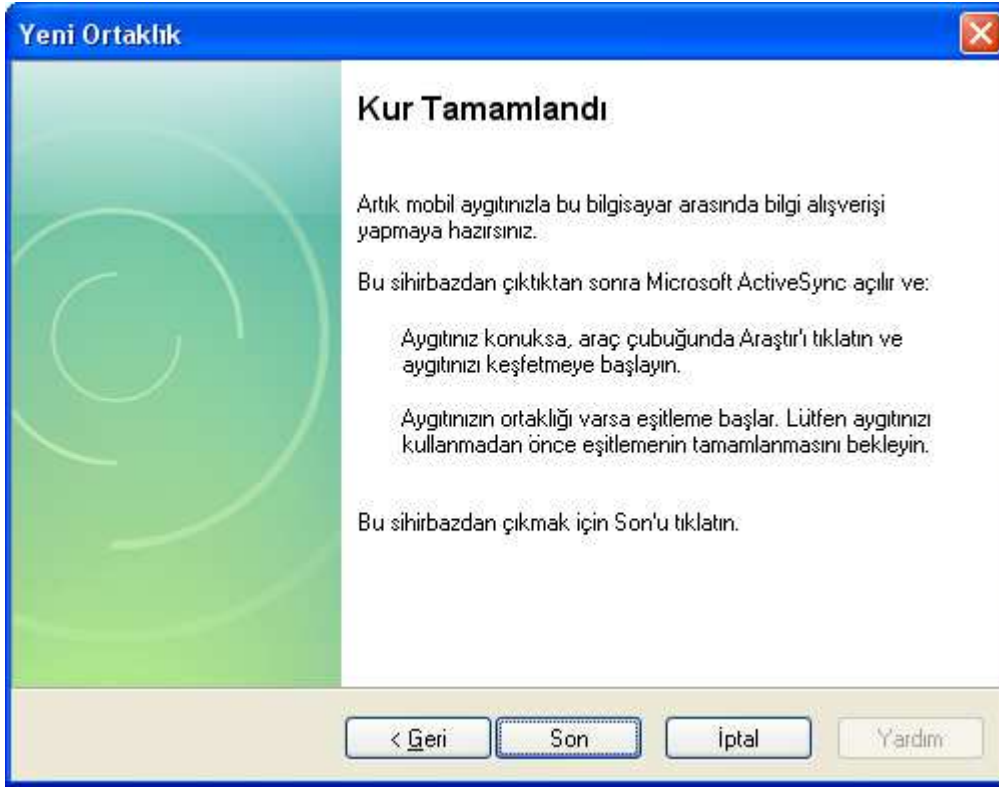 Yeni Ortaklık
Kur Tamamlandı
Artık mobil aygıtınızla bu bilgisayar arasında bilgi alışverişi
yapmaya hazırsınız.
Bu sihirbazdan çıktıktan sonra Microsoft ActiveSync açılır ve:
Aygıtınız konuksa, araç çubuğunda Araştır'ı tıklatın ve
aygıtınızı keşfetmeye başlayın.
Aygıtınızın ortaklığı varsa eşitleme başlar. Lütfen aygıtınızı
kullanmadan önce eşitlemenin tamamlanmasını bekleyin.
Bu sihirbazdan çıkmak için Son'u tıklatın.
< Geri Son İptal Yardım